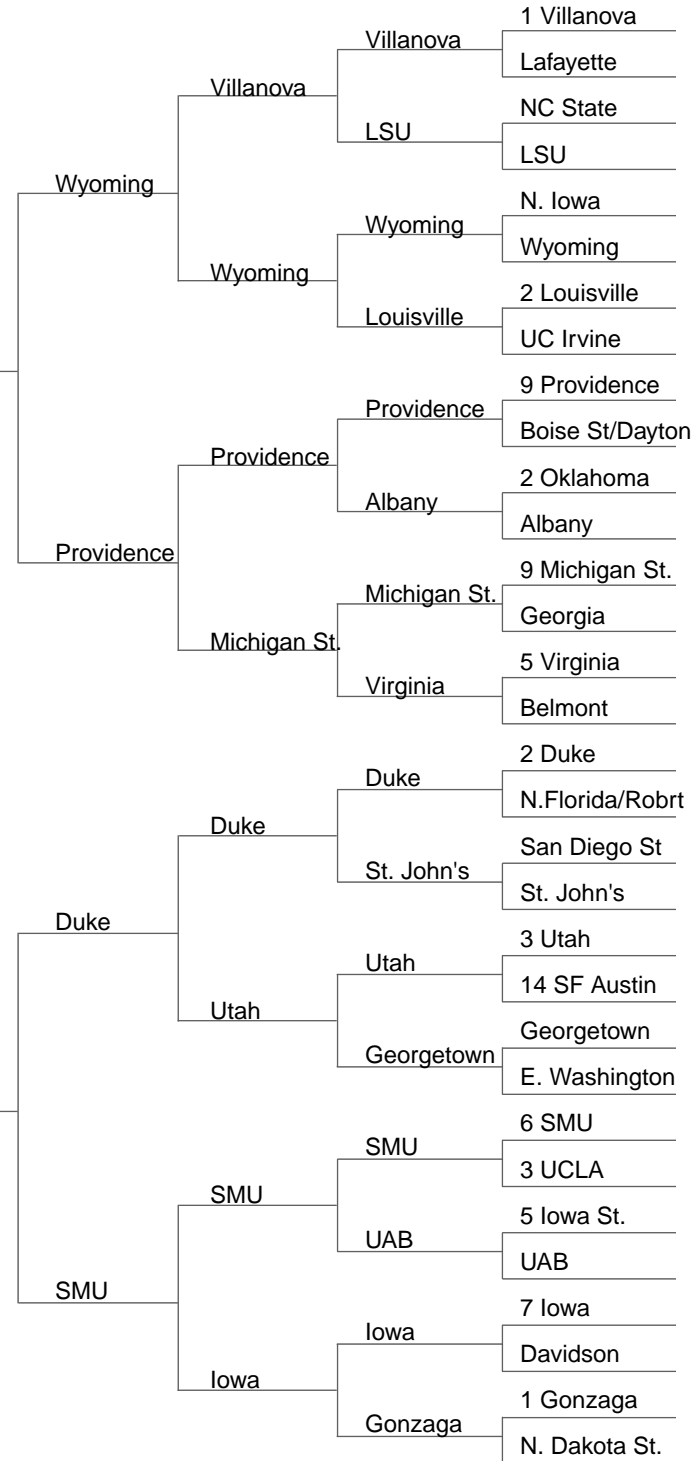 1 Villanova
Villanova
Lafayette
Villanova
NC State
LSU
LSU
Wyoming
N. Iowa
Wyoming
Wyoming
Wyoming
2 Louisville
Louisville
UC Irvine
9 Providence
Providence
Boise St/Dayton
Providence
2 Oklahoma
Albany
Albany
Providence
9 Michigan St.
Michigan St.
Georgia
Michigan St.
5 Virginia
Virginia
Belmont
2 Duke
Duke
N.Florida/Robrt
Duke
San Diego St
St. John's
St. John's
Duke
3 Utah
Utah
14 SF Austin
Utah
Georgetown
Georgetown
E. Washington
6 SMU
SMU
3 UCLA
SMU
5 Iowa St.
UAB
UAB
SMU
7 Iowa
Iowa
Davidson
Iowa
1 Gonzaga
Gonzaga
N. Dakota St.